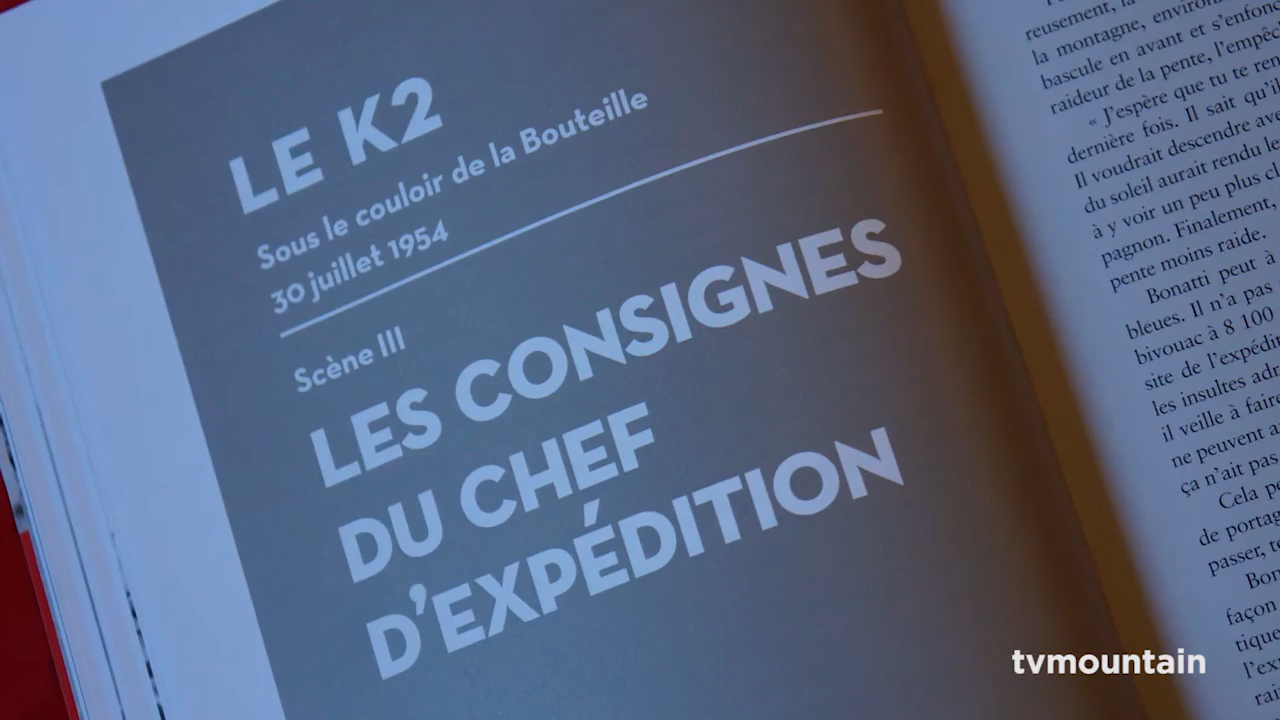 LE K2
Sous le couloir de la Bouteille
30 juillet 1954
Scène III
LES CONSIGNES
DU CHEF
D'EXPÉDITION
reusement, la
la montagne, environ
bascule en avant et s'enfonc
raideur de la pente, l'empêc
« J'espère que tu te ren
dernière fois. Il sait qu'il
Il voudrait descendre ave
du soleil aurait rendu le
à y voir un peu plus cl
pagnon. Finalement,
pente moins raide.
Bonatti peut à
bleues. Il n'a pas
bivouac à 8 100
site de l'expédit
les insultes adr
il veille à faire
ne peuvent a
ça n'ait pas
Cela pe
de portag
passer, te
Bon
façon
tique
l'ex
rai
tvmountain